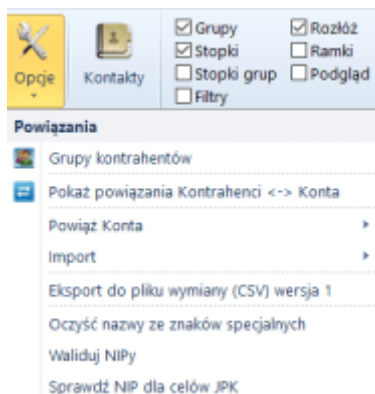 Opcje
Kontakty
Grupy
Stopki
Stopki grup
Filtry
Rozłóż
Ramki
Podgląd
Powiązania
Grupy kontrahentów
Pokaż powiązania Kontrahenci <-> Konta
Powiąż Konta
Import
Eksport do pliku wymiany (CSV) wersja 1
Oczyść nazwy ze znaków specjalnych
Waliduj NIPy
Sprawdź NIP dla celów JPK